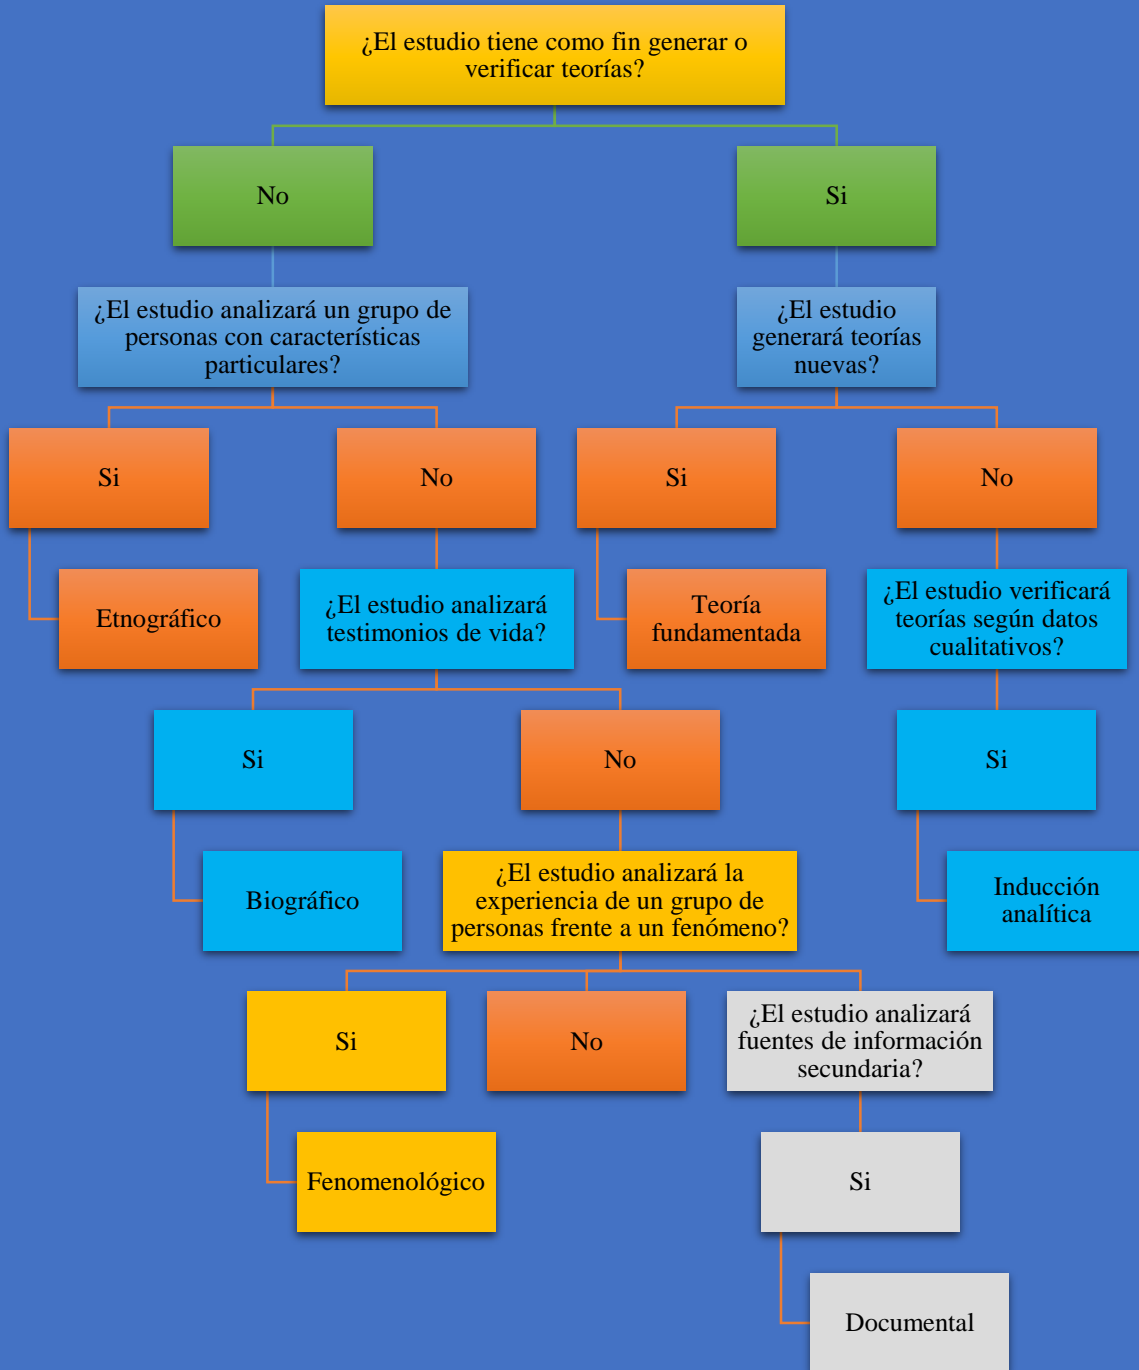 ¿El estudio tiene como fin generar o
verificar teorías?
No
Si
¿El estudio analizará un grupo de
personas con características
particulares?
¿El estudio
generará teorías
nuevas?
Si
No
Si
No
Etnográfico
¿El estudio analizará
testimonios de vida?
Teoría
fundamentada
¿El estudio verificará
teorías según datos
cualitativos?
Si
No
Si
Biográfico
¿El estudio analizará la
experiencia de un grupo de
personas frente a un fenómeno?
Inducción
analítica
Si
No
¿El estudio analizará
fuentes de información
secundaria?
Fenomenológico
Si
Documental